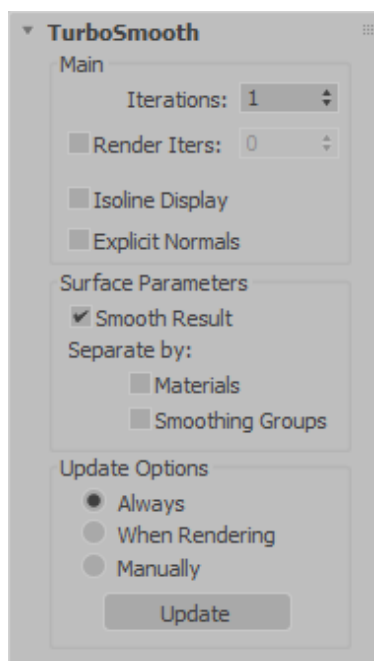 TurboSmooth
Main
Iterations: 1
Render Iters: 0
Isoline Display
Explicit Normals
Surface Parameters
Smooth Result
Separate by:
Materials
Smoothing Groups
Update Options
Always
When Rendering
Manually
Update